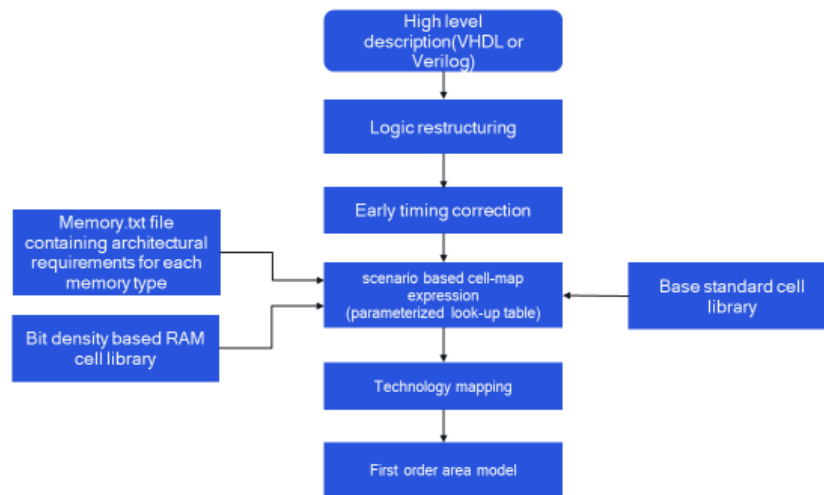 High level
description(VHDL or
Verilog)
Logic restructuring
Early timing correction
Memory.txt file
containing architectural
requirements for each
memory type
scenario based cell-map
expression
(parameterized look-up table)
Base standard cell
library
Bit density based RAM
cell library
Technology mapping
First order area model